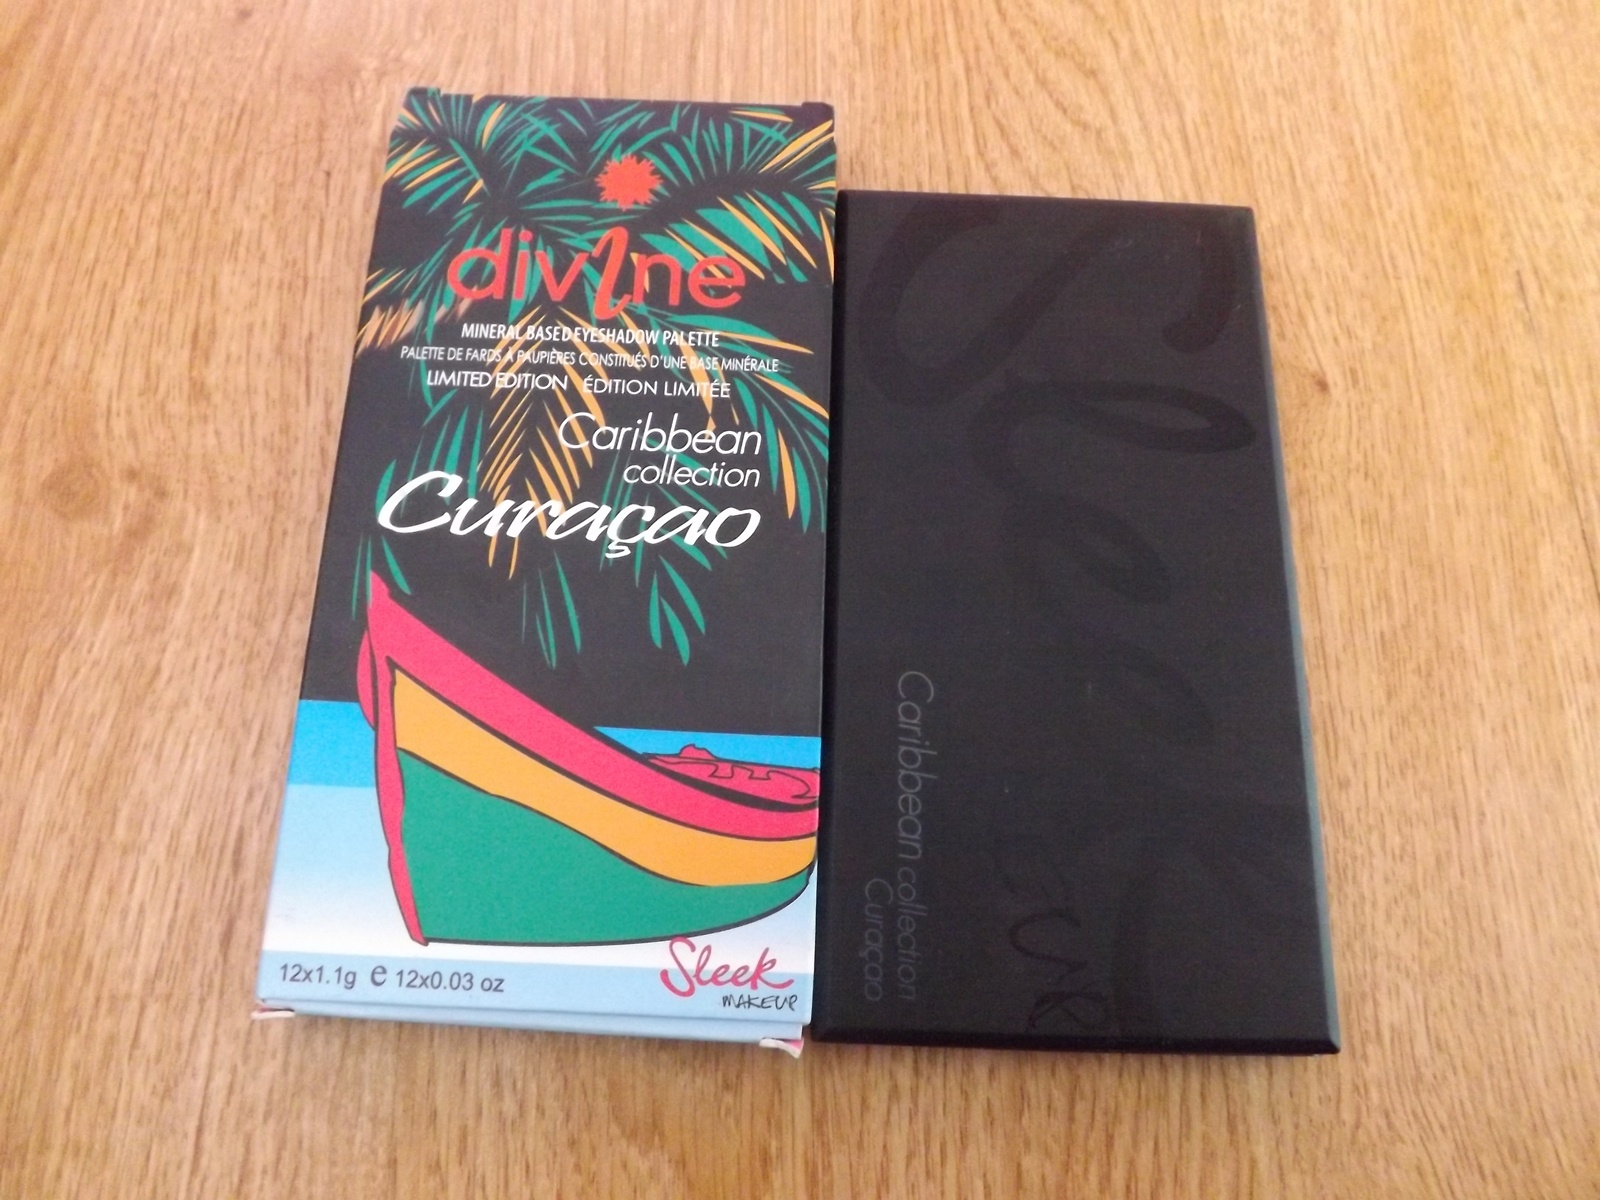 divine
MINERAL BASED EYESHADOW PALETTE
PALETTE DE FARDS À PAUPIÈRES CONSTITUÉS D'UNE BASE MINÉRALE
LIMITED EDITION ÉDITION LIMITÉE
Caribbean
collection
Curaçao
12x1.1g e 12x0.03 oz
Sleek
MAKEUP
Sleek
MAKEUP
Caribbean collection
Curaçao